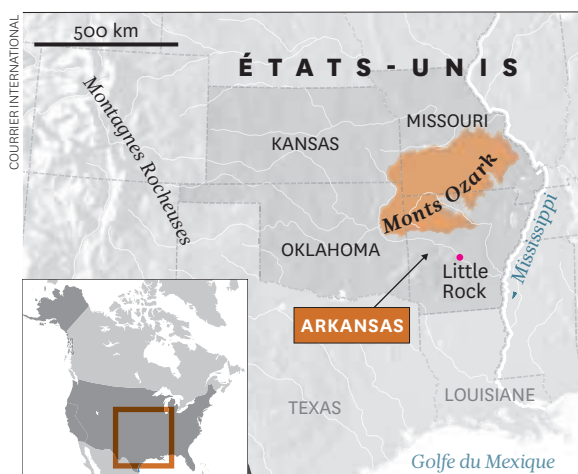 500 km
COURRIER INTERNATIONAL
ÉTATS-UNIS
Montagnes Rocheuses
MISSOURI
KANSAS
Monts Ozark
OKLAHOMA
Mississippi
Little
Rock
ARKANSAS
TEXAS
LOUISIANE
Golfe du Mexique